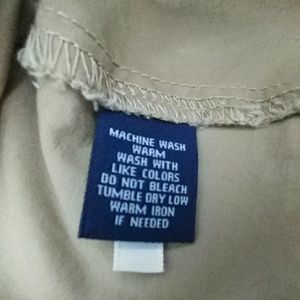 MACHINE WASH
WARM
WASH WITH
LIKE COLORS
DO NOT BLEACH
TUMBLE DRY LOW
WARM IRON
IF NEEDED